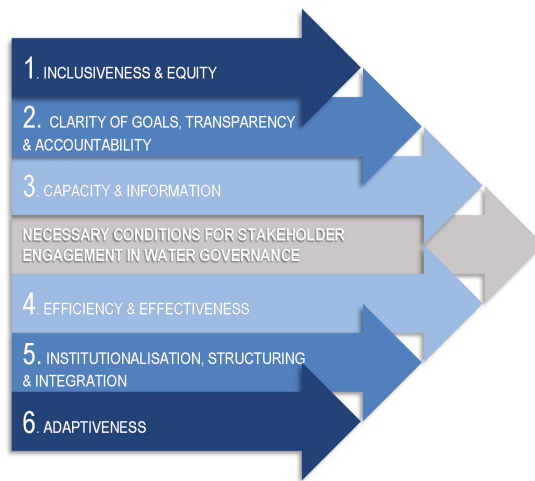 1. INCLUSIVENESS & EQUITY
2. CLARITY OF GOALS, TRANSPARENCY
& ACCOUNTABILITY
3. CAPACITY & INFORMATION
NECESSARY CONDITIONS FOR STAKEHOLDER
ENGAGEMENT IN WATER GOVERNANCE
4. EFFICIENCY & EFFECTIVENESS
5. INSTITUTIONALISATION, STRUCTURING
& INTEGRATION
6. ADAPTIVENESS